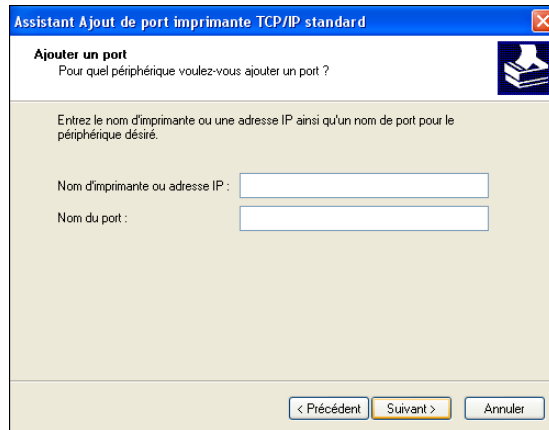 Assistant Ajout de port imprimante TCP/IP standard
Ajouter un port
Pour quel périphérique voulez-vous ajouter un port ?
Entrez le nom d'imprimante ou une adresse IP ainsi qu'un nom de port pour le
périphérique désiré.
Nom d'imprimante ou adresse IP :
Nom du port :
< Précédent Suivant > Annuler